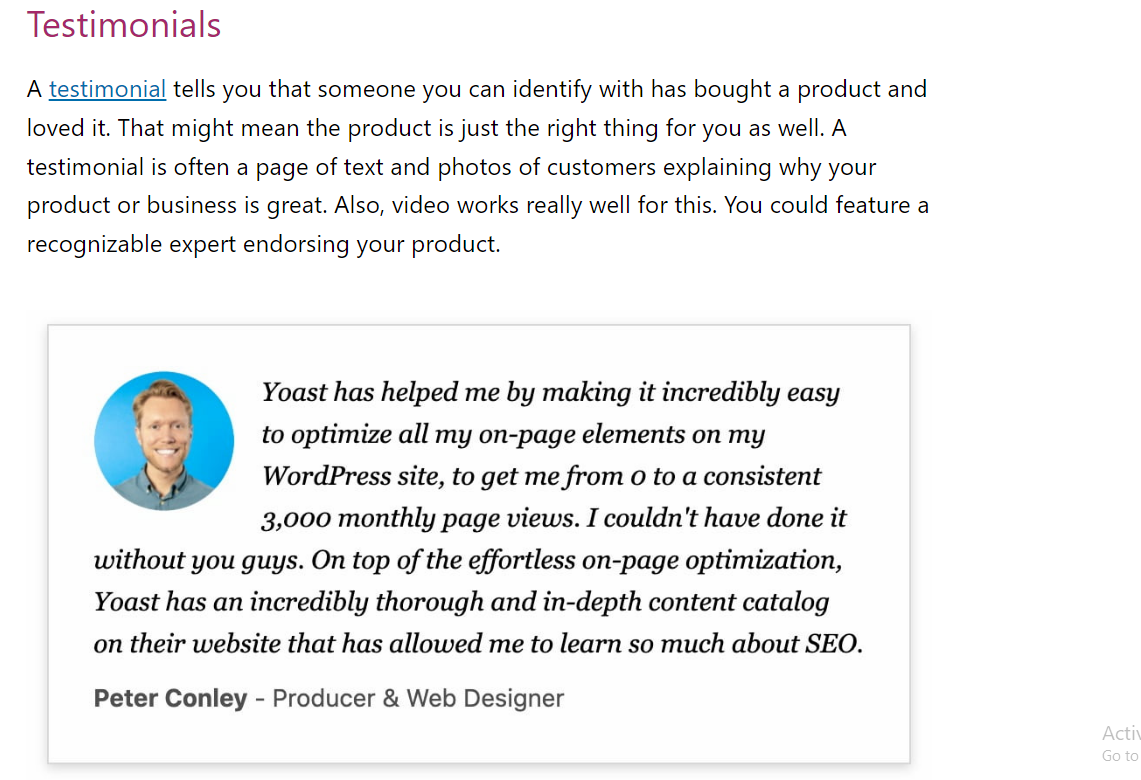 Testimonials
A testimonial tells you that someone you can identify with has bought a product and
loved it. That might mean the product is just the right thing for you as well. A
testimonial is often a page of text and photos of customers explaining why your
product or business is great. Also, video works really well for this. You could feature a
recognizable expert endorsing your product.
Yoast has helped me by making it incredibly easy
to optimize all my on-page elements on my
WordPress site, to get me from 0 to a consistent
3,000 monthly page views. I couldn't have done it
without you guys. On top of the effortless on-page optimization,
Yoast has an incredibly thorough and in-depth content catalog
on their website that has allowed me to learn so much about SEO.
Peter Conley - Producer & Web Designer
Go to